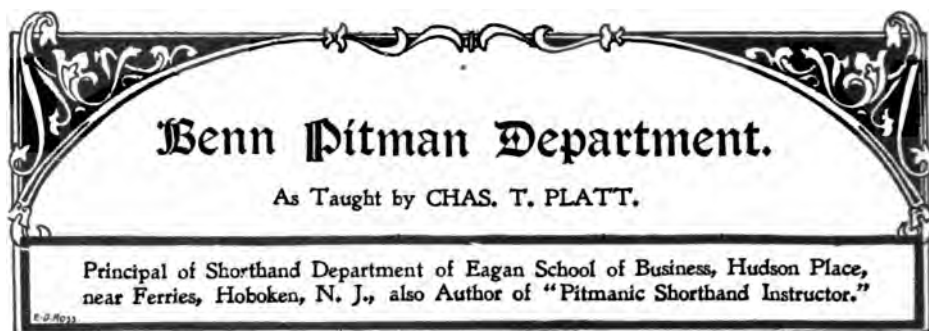 Benn Pitman Department.
As Taught by CHAS. T. PLATT.
Principal of Shorthand Department of Eagan School of Business, Hudson Place,
near Ferries, Hoboken, N. J., also Author of "Pitmanic Shorthand Instructor."